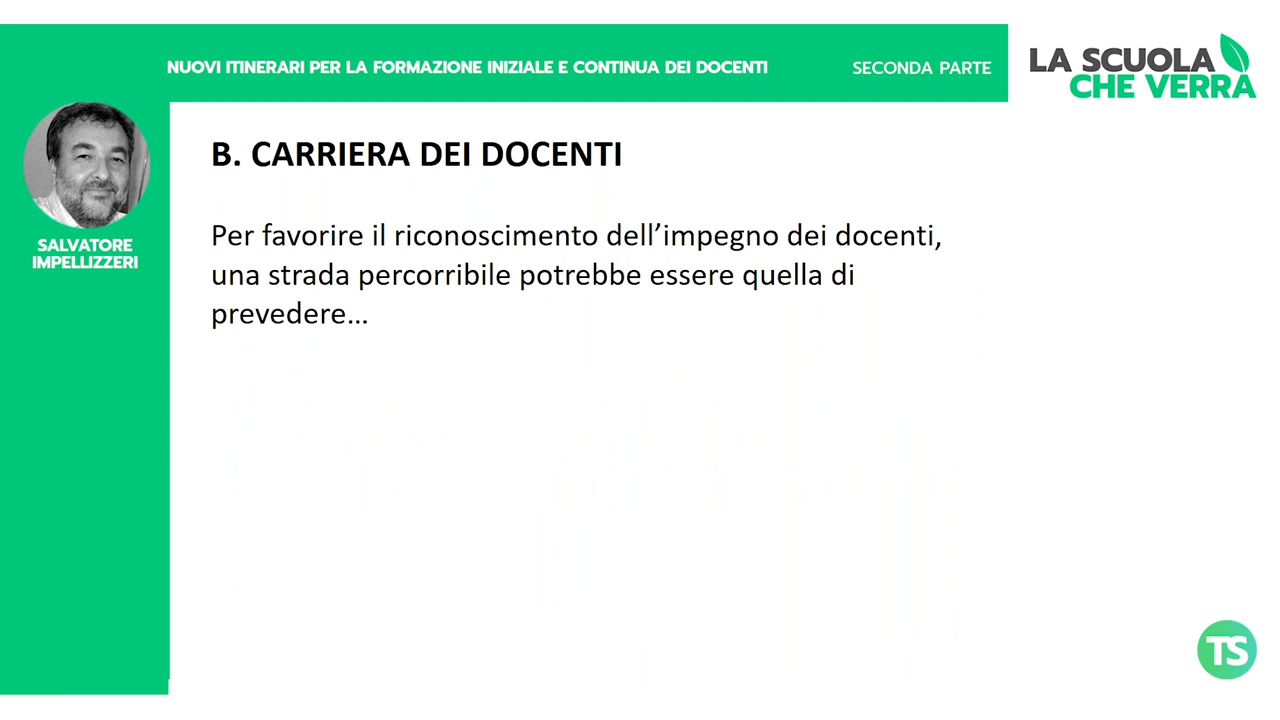 NUOVI ITINERARI PER LA FORMAZIONE INIZIALE E CONTINUA DEI DOCENTI
SECONDA PARTE
LA SCUOLA
CHE VERRÀ
SALVATORE
IMPELLIZZERI
B. CARRIERA DEI DOCENTI
Per favorire il riconoscimento dell’impegno dei docenti,
una strada percorribile potrebbe essere quella di
prevedere…
TS